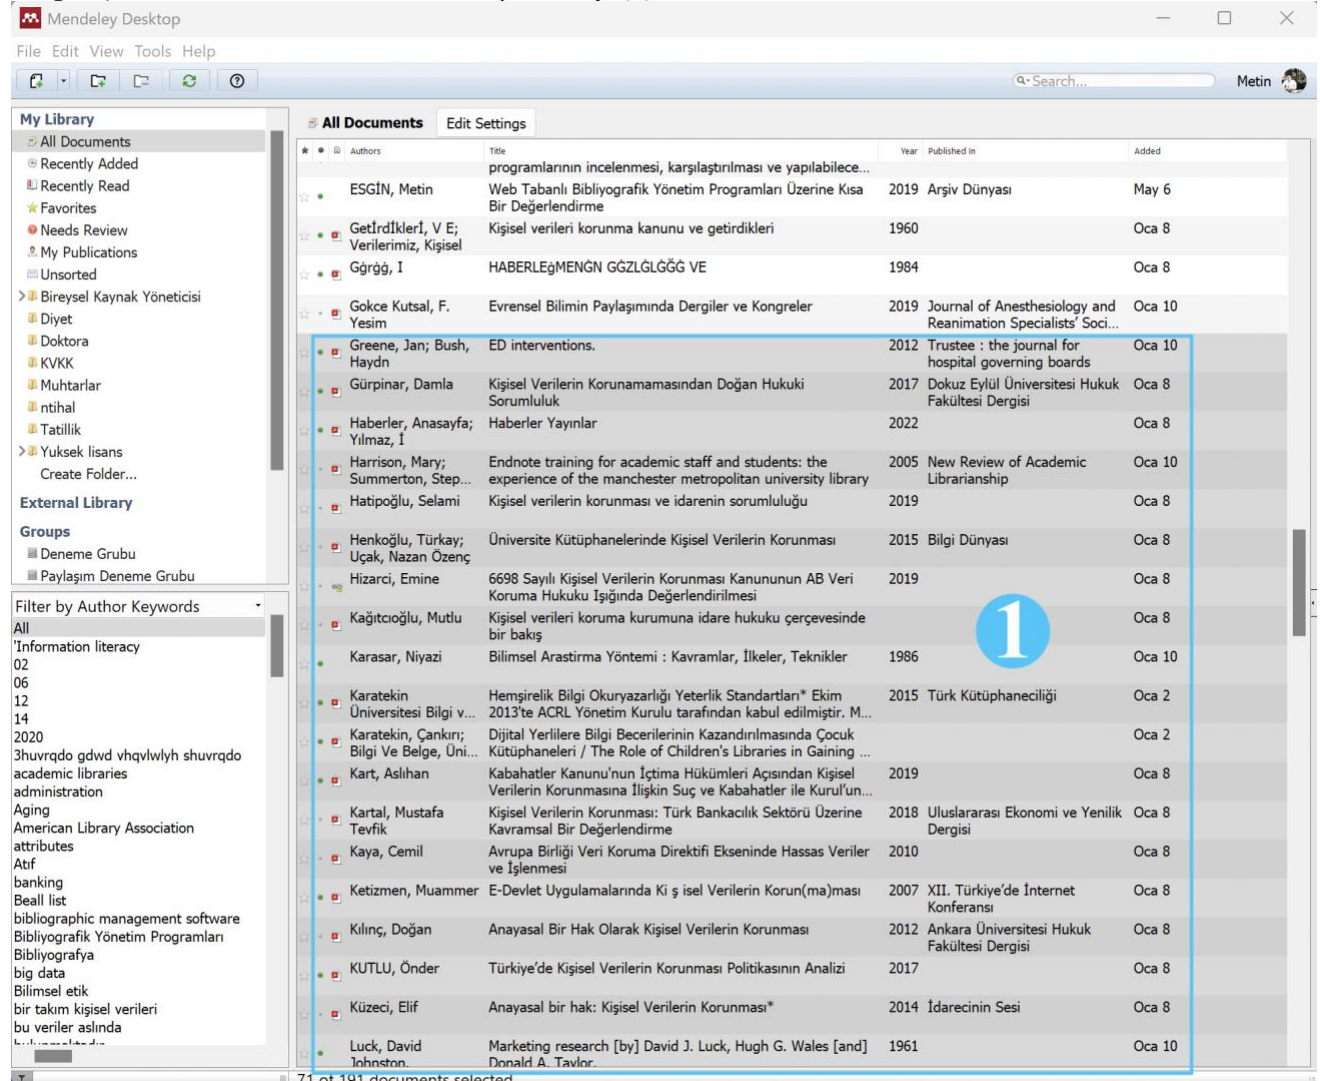 Mendeley Desktop
File Edit View Tools Help
Search...
Metin
My Library
All Documents
Recently Added
Recently Read
Favorites
Needs Review
My Publications
Unsorted
Bireysel Kaynak Yöneticisi
Diyet
Doktora
KVKK
Muhtarlar
ntihal
Tatillik
Yuksek lisans
Create Folder...
External Library
Groups
Deneme Grubu
Paylaşım Deneme Grubu
Filter by Author Keywords
All
'Information literacy
02
06
12
14
2020
3huvrqdo gdwd vhqvlwlyh shuvrqdo
academic libraries
administration
Aging
American Library Association
attributes
Atıf
banking
Beall list
bibliographic management software
Bibliyografik Yönetim Programları
Bibliyografya
big data
Bilimsel etik
bir takım kişisel verileri
bu veriler aslında
All Documents Edit Settings
Authors Title Year Published In Added
programlarının incelenmesi, karşılaştırılması ve yapılabilece...
ESGİN, Metin Web Tabanlı Bibliyografik Yönetim Programları Üzerine Kısa 2019 Arşiv Dünyası May 6
Bir Değerlendirme
Getİrdİklerİ, V E; Kişisel verileri korunma kanunu ve getirdikleri 1960 Oca 8
Verilerimiz, Kişisel
Gġrġġ, I HABERLEġMENĠN GĠZLĠLĠĞĠ VE 1984 Oca 8
Gokce Kutsal, F. Evrensel Bilimin Paylaşımında Dergiler ve Kongreler 2019 Journal of Anesthesiology and Oca 10
Yesim Reanimation Specialists' Soci...
Greene, Jan; Bush, ED interventions. 2012 Trustee : the journal for Oca 10
Haydn hospital governing boards
Gürpinar, Damla Kişisel Verilerin Korunamamasından Doğan Hukuki 2017 Dokuz Eylül Üniversitesi Hukuk Oca 8
Sorumluluk Fakültesi Dergisi
Haberler, Anasayfa; Haberler Yayınlar 2022 Oca 8
Yılmaz, İ
Harrison, Mary; Endnote training for academic staff and students: the 2005 New Review of Academic Oca 10
Summerton, Step... experience of the manchester metropolitan university library Librarianship
Hatipoğlu, Selami Kişisel verilerin korunması ve idarenin sorumluluğu 2019 Oca 8
Henkoğlu, Türkay; Üniversite Kütüphanelerinde Kişisel Verilerin Korunması 2015 Bilgi Dünyası Oca 8
Uçak, Nazan Özenç
Hizarci, Emine 6698 Sayılı Kişisel Verilerin Korunması Kanununun AB Veri 2019 Oca 8
Koruma Hukuku Işığında Değerlendirilmesi
Kağıtcıoğlu, Mutlu Kişisel verileri koruma kurumuna idare hukuku çerçevesinde Oca 8
bir bakış
1
Karasar, Niyazi Bilimsel Arastirma Yöntemi : Kavramlar, İlkeler, Teknikler 1986 Oca 10
Karatekin Hemşirelik Bilgi Okuryazarlığı Yeterlik Standartları* Ekim 2015 Türk Kütüphaneciliği Oca 2
Üniversitesi Bilgi v... 2013'te ACRL Yönetim Kurulu tarafından kabul edilmiştir. M...
Karatekin, Çankırı; Dijital Yerlilere Bilgi Becerilerinin Kazandırılmasında Çocuk Oca 2
Bilgi Ve Belge, Üni... Kütüphaneleri / The Role of Children's Libraries in Gaining ...
Kart, Aslıhan Kabahatler Kanunu'nun İçtima Hükümleri Açısından Kişisel 2019 Oca 8
Verilerin Korunmasına İlişkin Suç ve Kabahatler ile Kurul'un...
Kartal, Mustafa Kişisel Verilerin Korunması: Türk Bankacılık Sektörü Üzerine 2018 Uluslararası Ekonomi ve Yenilik Oca 8
Tevfik Kavramsal Bir Değerlendirme Dergisi
Kaya, Cemil Avrupa Birliği Veri Koruma Direktifi Ekseninde Hassas Veriler 2010 Oca 8
ve İşlenmesi
Ketizmen, Muammer E-Devlet Uygulamalarında Ki ş isel Verilerin Korun(ma)ması 2007 XII. Türkiye'de İnternet Oca 8
Konferansı
Kılınç, Doğan Anayasal Bir Hak Olarak Kişisel Verilerin Korunması 2012 Ankara Üniversitesi Hukuk Oca 8
Fakültesi Dergisi
KUTLU, Önder Türkiye'de Kişisel Verilerin Korunması Politikasının Analizi 2017 Oca 8
Küzeci, Elif Anayasal bir hak: Kişisel Verilerin Korunması* 2014 İdarecinin Sesi Oca 8
Luck, David Marketing research [by] David J. Luck, Hugh G. Wales [and] 1961 Oca 10
Johnston. Donald A. Taylor.
71 of 191 documents selected